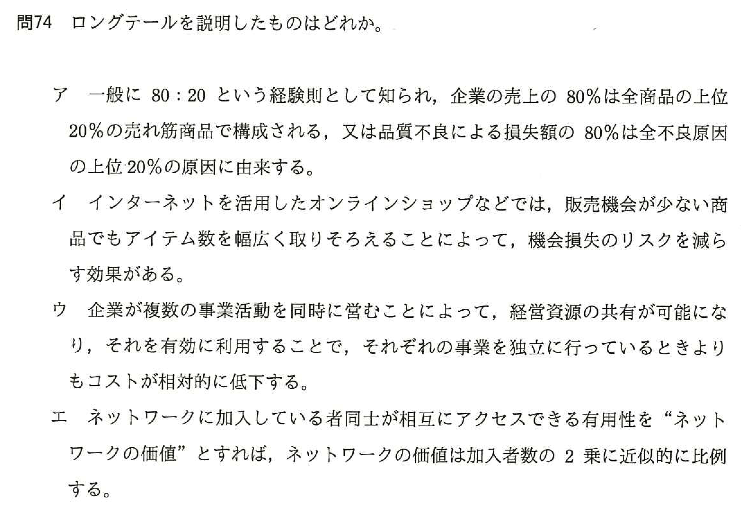 問74 ロングテールを説明したものはどれか。
ア 一般に 80：20 という経験則として知られ，企業の売上の 80％は全商品の上位
20％の売れ筋商品で構成される，又は品質不良による損失額の 80％は全不良原因
の上位 20％の原因に由来する。
イ インターネットを活用したオンラインショップなどでは，販売機会が少ない商
品でもアイテム数を幅広く取りそろえることによって，機会損失のリスクを減ら
す効果がある。
ウ 企業が複数の事業活動を同時に営むことによって，経営資源の共有が可能にな
り，それを有効に利用することで，それぞれの事業を独立に行っているときより
もコストが相対的に低下する。
エ ネットワークに加入している者同士が相互にアクセスできる有用性を“ネット
ワークの価値”とすれば，ネットワークの価値は加入者数の 2 乗に近似的に比例
する。